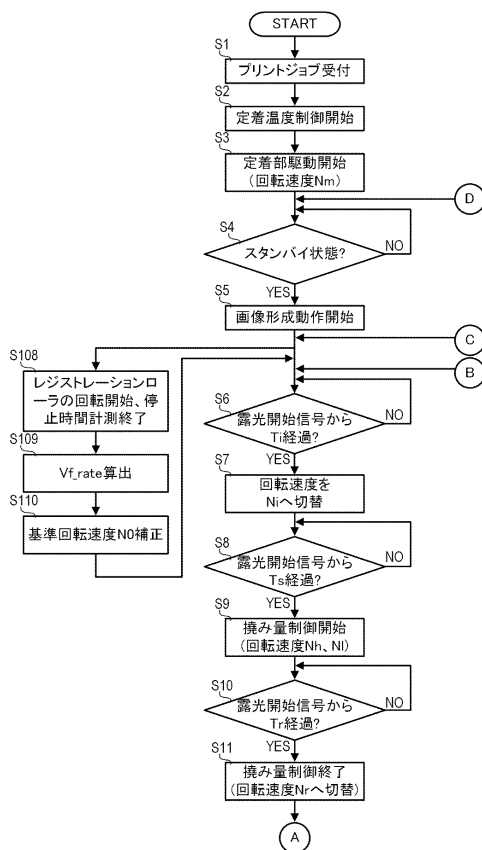 START
S1
プリントジョブ受付
S2
定着温度制御開始
S3
定着部駆動開始
(回転速度Nm)
D
S4
スタンバイ状態?
NO
YES
S5
画像形成動作開始
C
B
S108
レジストレーションロ
ーラの回転開始、停
止時間計測終了
S109
Vf_rate算出
S110
基準回転速度N0補正
S6
露光開始信号から
Ti経過?
NO
YES
S7
回転速度を
Niへ切替
S8
露光開始信号から
Ts経過?
NO
YES
S9
撓み量制御開始
(回転速度Nh、Nl)
S10
露光開始信号から
Tr経過?
NO
YES
S11
撓み量制御終了
(回転速度Nrへ切替)
A